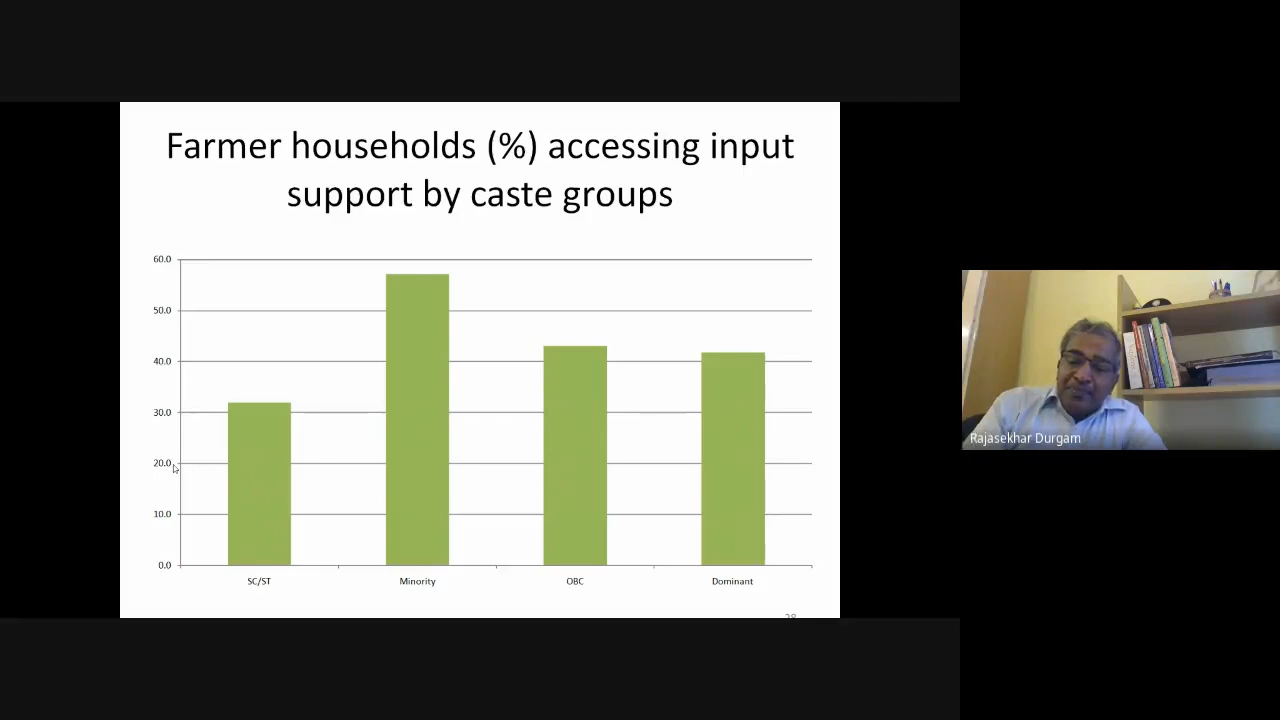 Farmer households (%) accessing input
support by caste groups
60.0
50.0
40.0
30.0
20.0
10.0
0.0
SC/ST Minority OBC Dominant
28
Rajasekhar Durgam